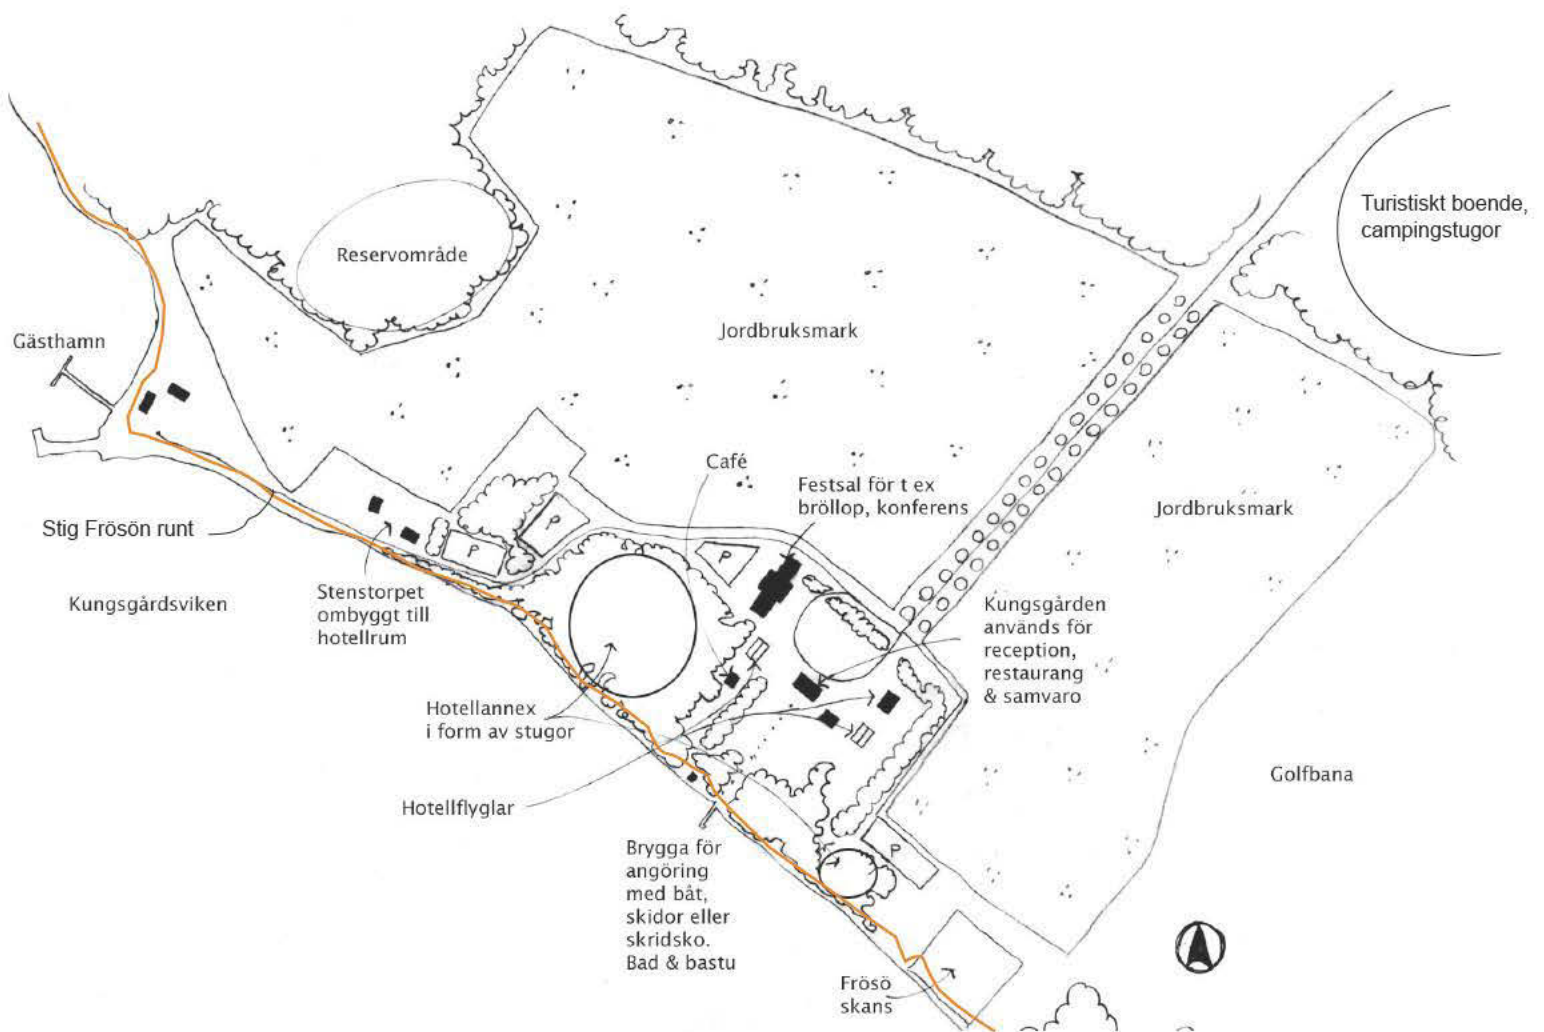 Turistiskt boende,
campingstugor
Reservområde
Jordbruksmark
Gästhamn
Café
Festsal för t ex
bröllop, konferens
Jordbruksmark
Stig Frösön runt
P
P
P
Kungsgårdsviken
Stenstorpet
ombyggt till
hotellrum
Kungsgården
används för
reception,
restaurang
& samvaro
Hotellannex
i form av stugor
Golfbana
Hotellflyglar
Brygga för
angöring
med båt,
skidor eller
skridsko.
Bad & bastu
P
Frösö
skans